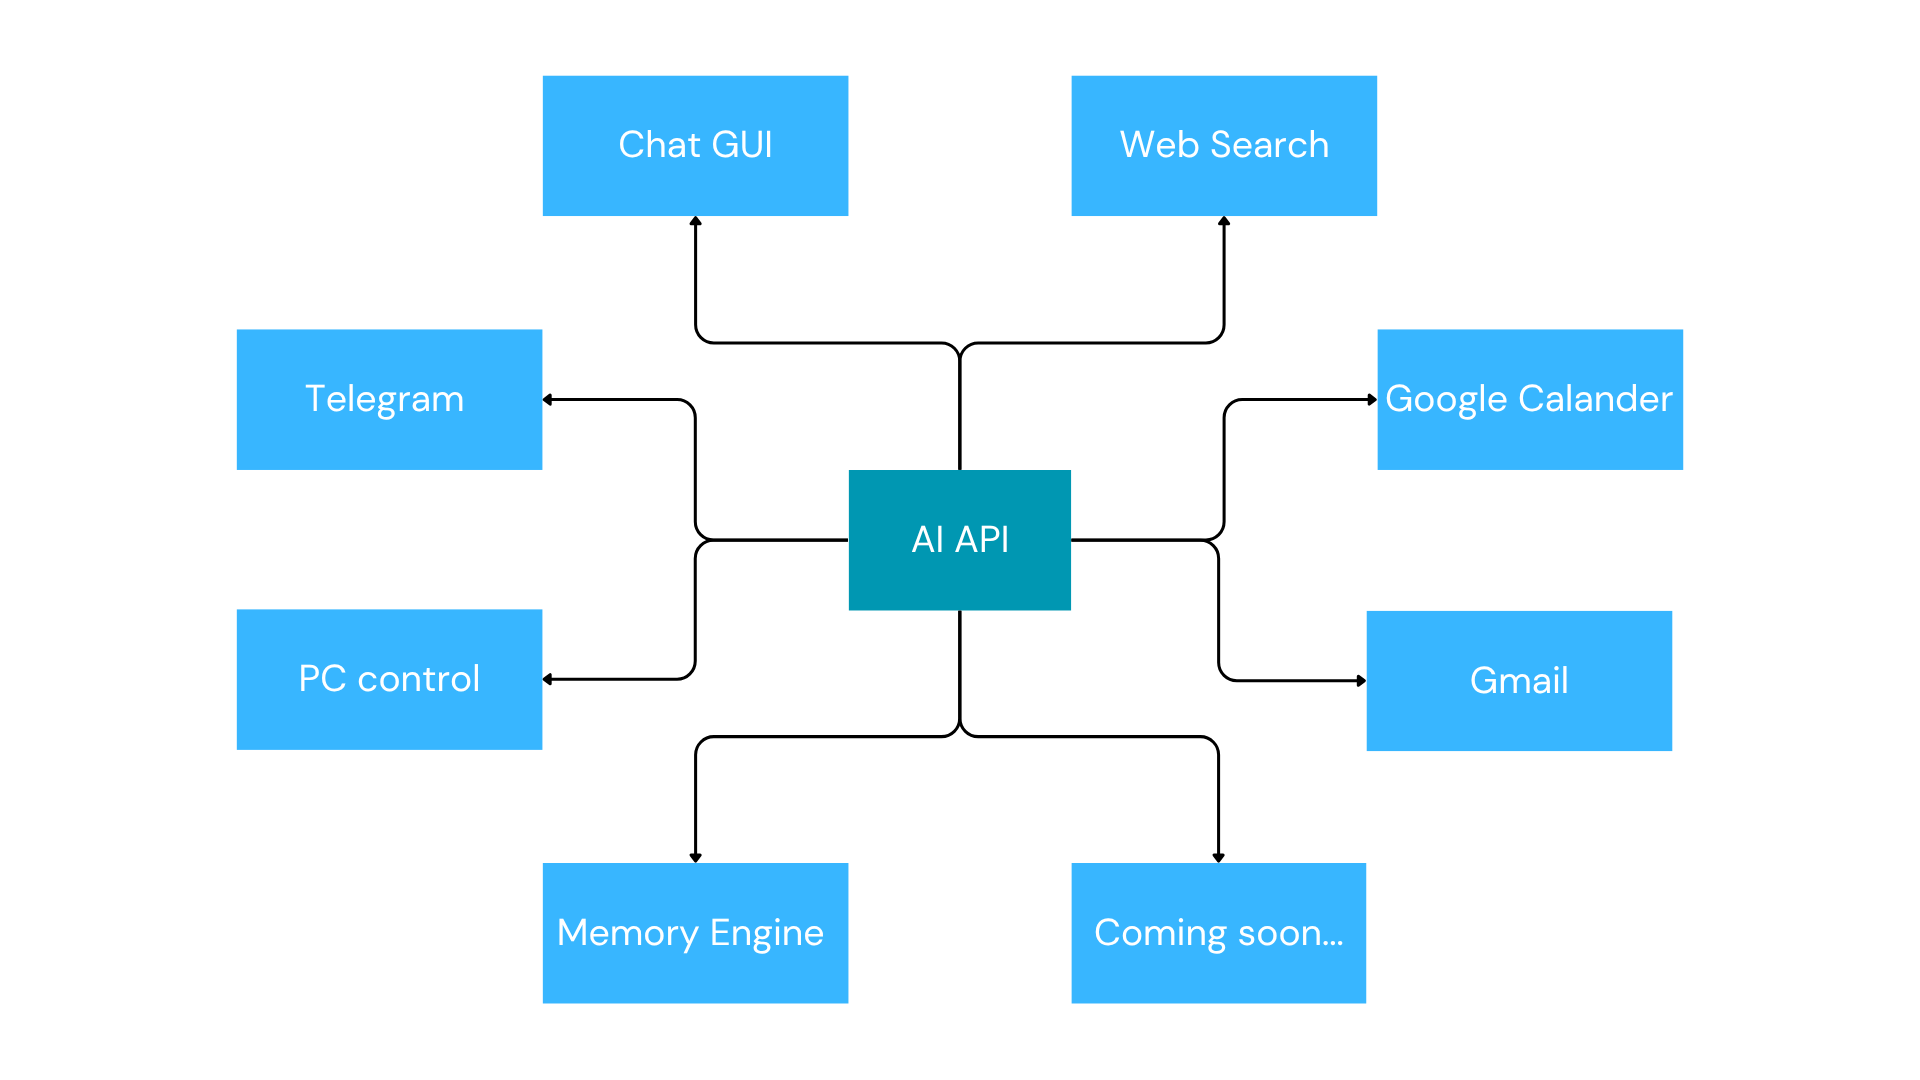 Chat GUI
Web Search
Telegram
Google Calander
AI API
PC control
Gmail
Memory Engine
Coming soon...